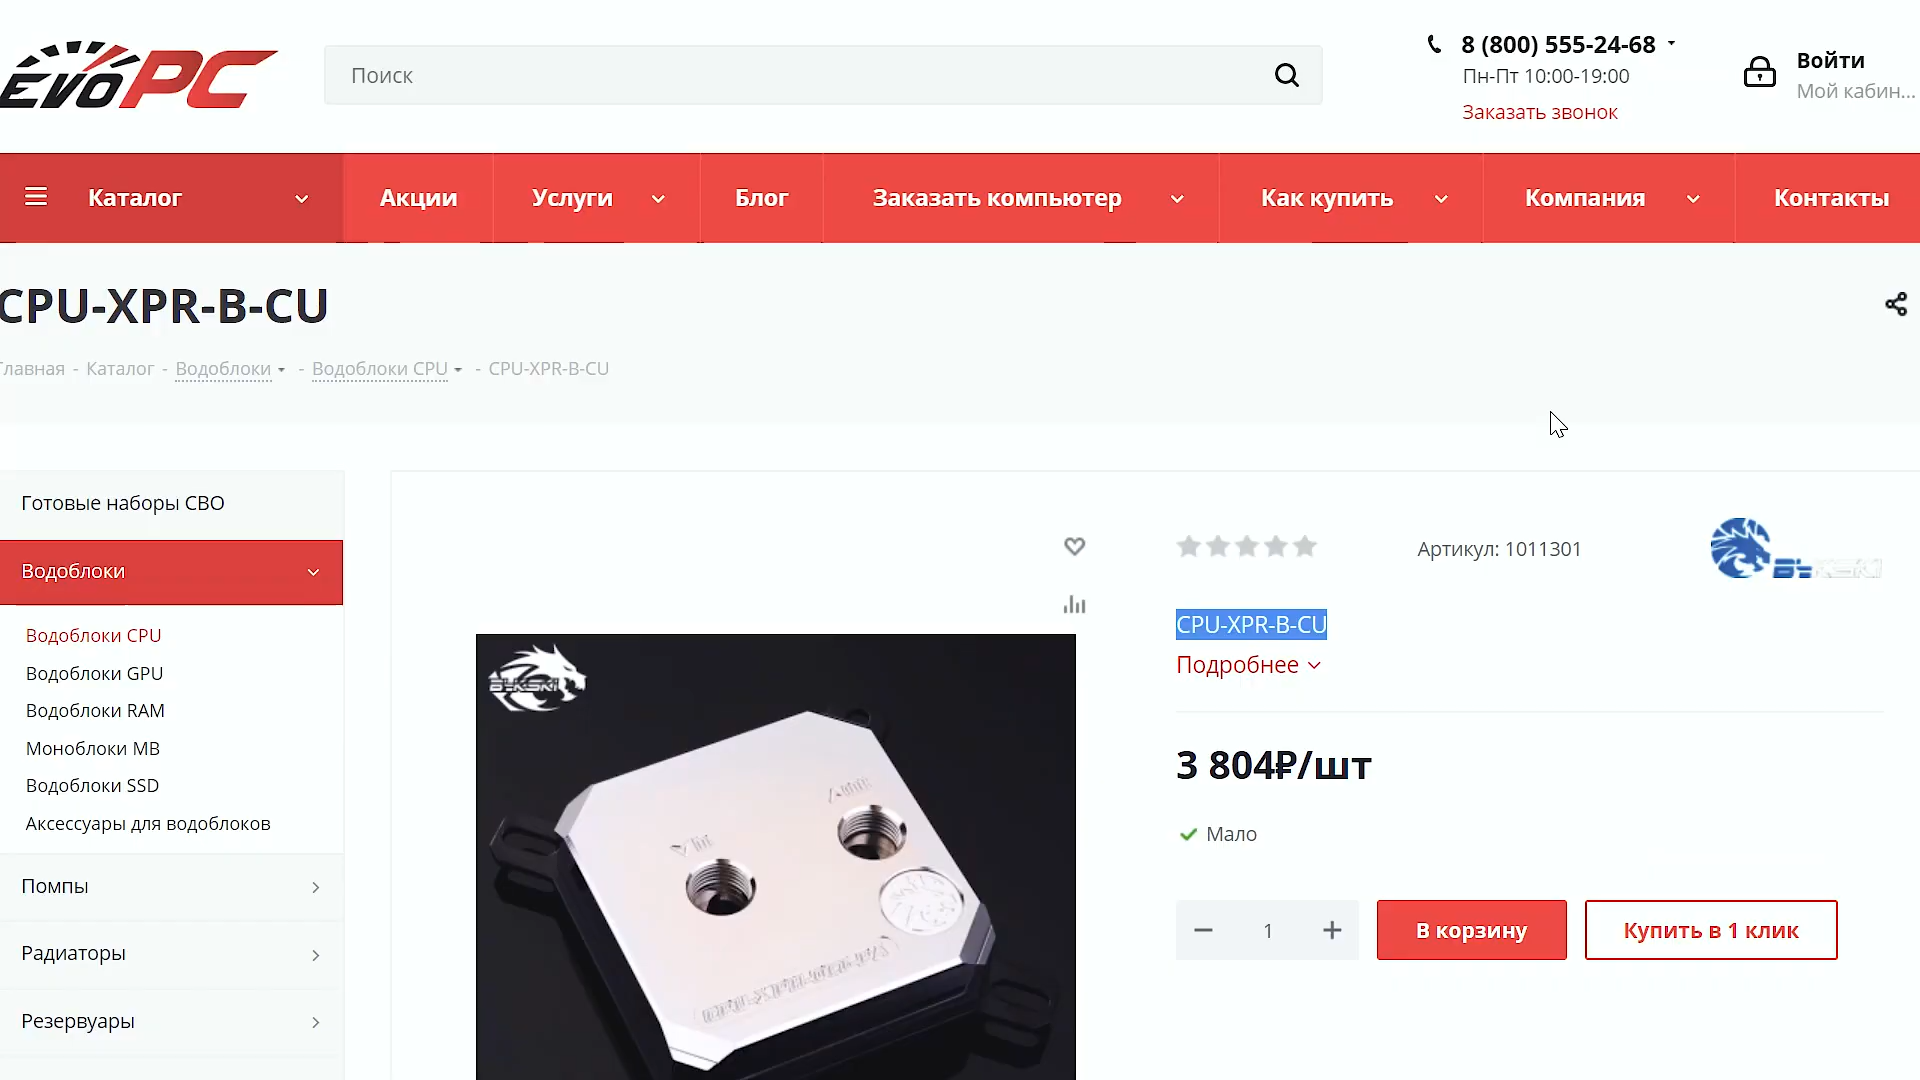 EVOPC
Поиск
8 (800) 555-24-68
Пн-Пт 10:00-19:00
Заказать звонок
Войти
Мой кабин...
Каталог
Акции
Услуги
Блог
Заказать компьютер
Как купить
Компания
Контакты
CPU-XPR-B-CU
Главная - Каталог - Водоблоки - Водоблоки CPU - CPU-XPR-B-CU
Готовые наборы СВО
Водоблоки
Водоблоки CPU
Водоблоки GPU
Водоблоки RAM
Моноблоки MB
Водоблоки SSD
Аксессуары для водоблоков
Помпы
Радиаторы
Резервуары
BYKSKI
Артикул: 1011301
BYKSKI
CPU-XPR-B-CU
Подробнее
3 804₽/шт
Мало
1
В корзину
Купить в 1 клик